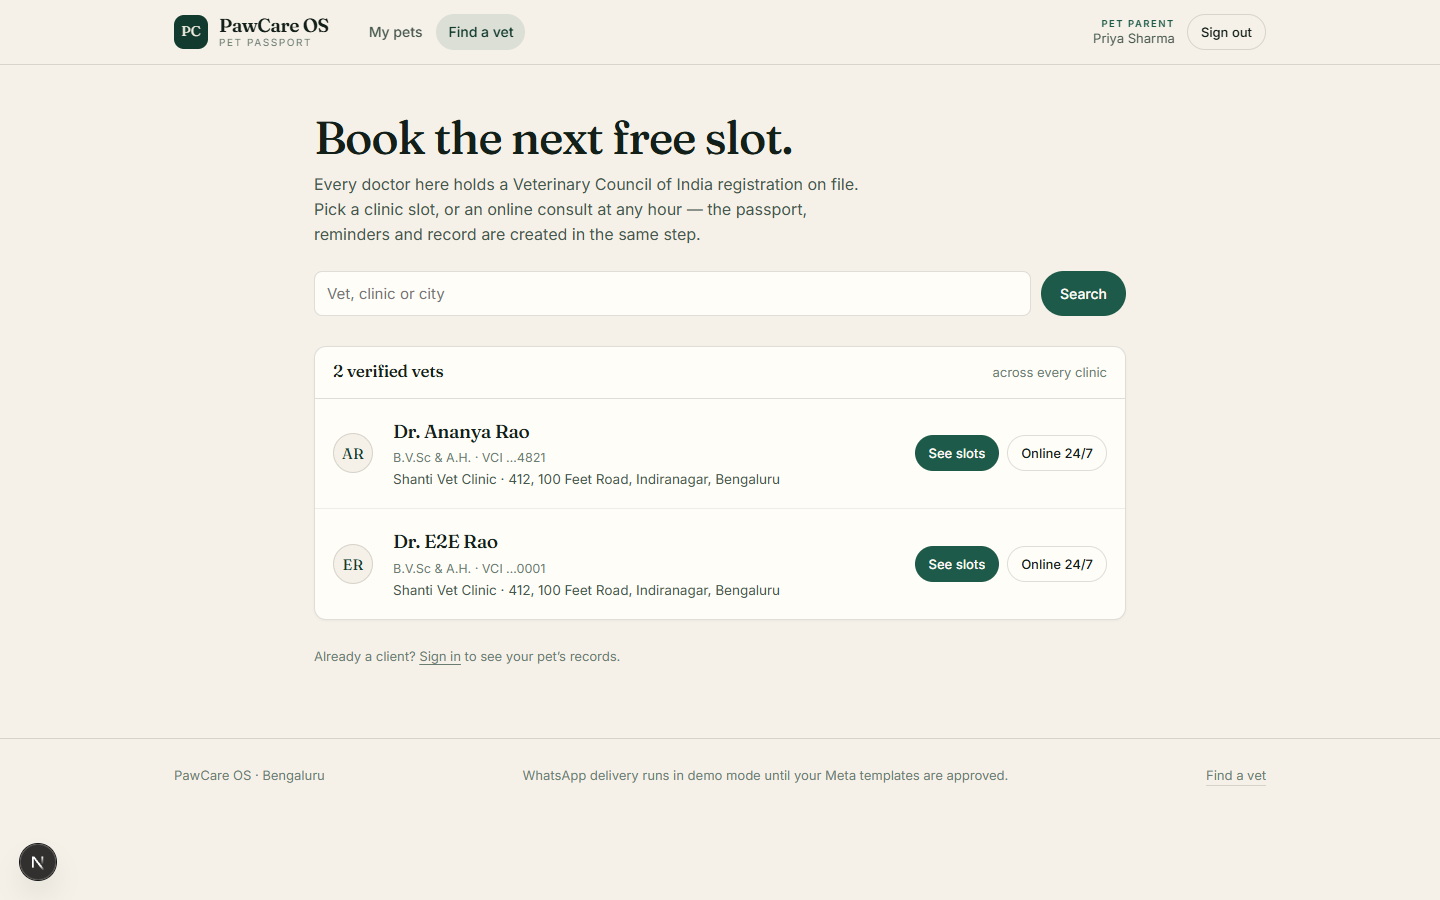 PC
PawCare OS
PET PASSPORT
My pets
Find a vet
PET PARENT
Priya Sharma
Sign out
Book the next free slot.
Every doctor here holds a Veterinary Council of India registration on file.
Pick a clinic slot, or an online consult at any hour — the passport,
reminders and record are created in the same step.
Vet, clinic or city
Search
2 verified vets
across every clinic
AR
Dr. Ananya Rao
B.V.Sc & A.H. · VCI …4821
Shanti Vet Clinic · 412, 100 Feet Road, Indiranagar, Bengaluru
See slots
Online 24/7
ER
Dr. E2E Rao
B.V.Sc & A.H. · VCI …0001
Shanti Vet Clinic · 412, 100 Feet Road, Indiranagar, Bengaluru
See slots
Online 24/7
Already a client? Sign in to see your pet’s records.
PawCare OS · Bengaluru
WhatsApp delivery runs in demo mode until your Meta templates are approved.
Find a vet
N